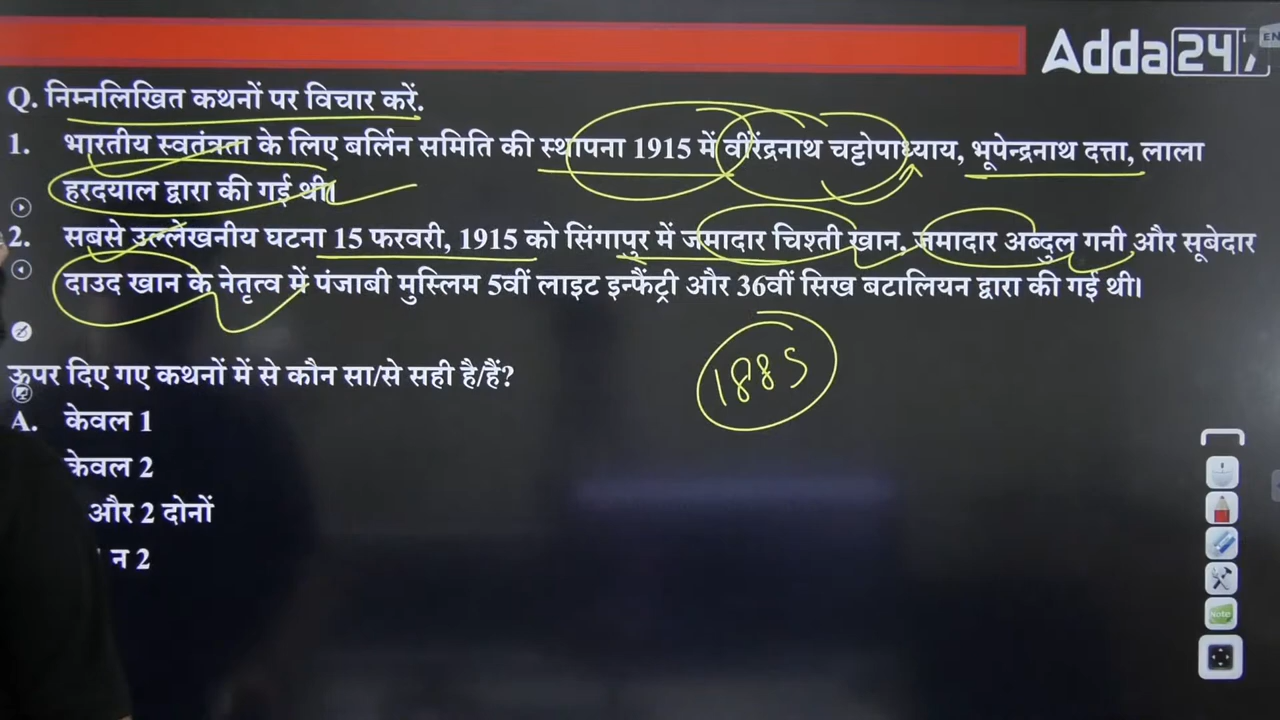 Adda247
EN
Q. निम्नलिखित कथनों पर विचार करें.
1. भारतीय स्वतंत्रता के लिए बर्लिन समिति की स्थापना 1915 में वीरेंद्रनाथ चट्टोपाध्याय, भूपेन्द्रनाथ दत्ता, लाला
हरदयाल द्वारा की गई थी।
2. सबसे उल्लेखनीय घटना 15 फरवरी, 1915 को सिंगापुर में जमादार चिश्ती खान, जमादार अब्दुल गनी और सूबेदार
दाउद खान के नेतृत्व में पंजाबी मुस्लिम 5वीं लाइट इन्फैंट्री और 36वीं सिख बटालियन द्वारा की गई थी।
1885
ऊपर दिए गए कथनों में से कौन सा/से सही है/हैं?
A. केवल 1
केवल 2
और 2 दोनों
न 2
Note